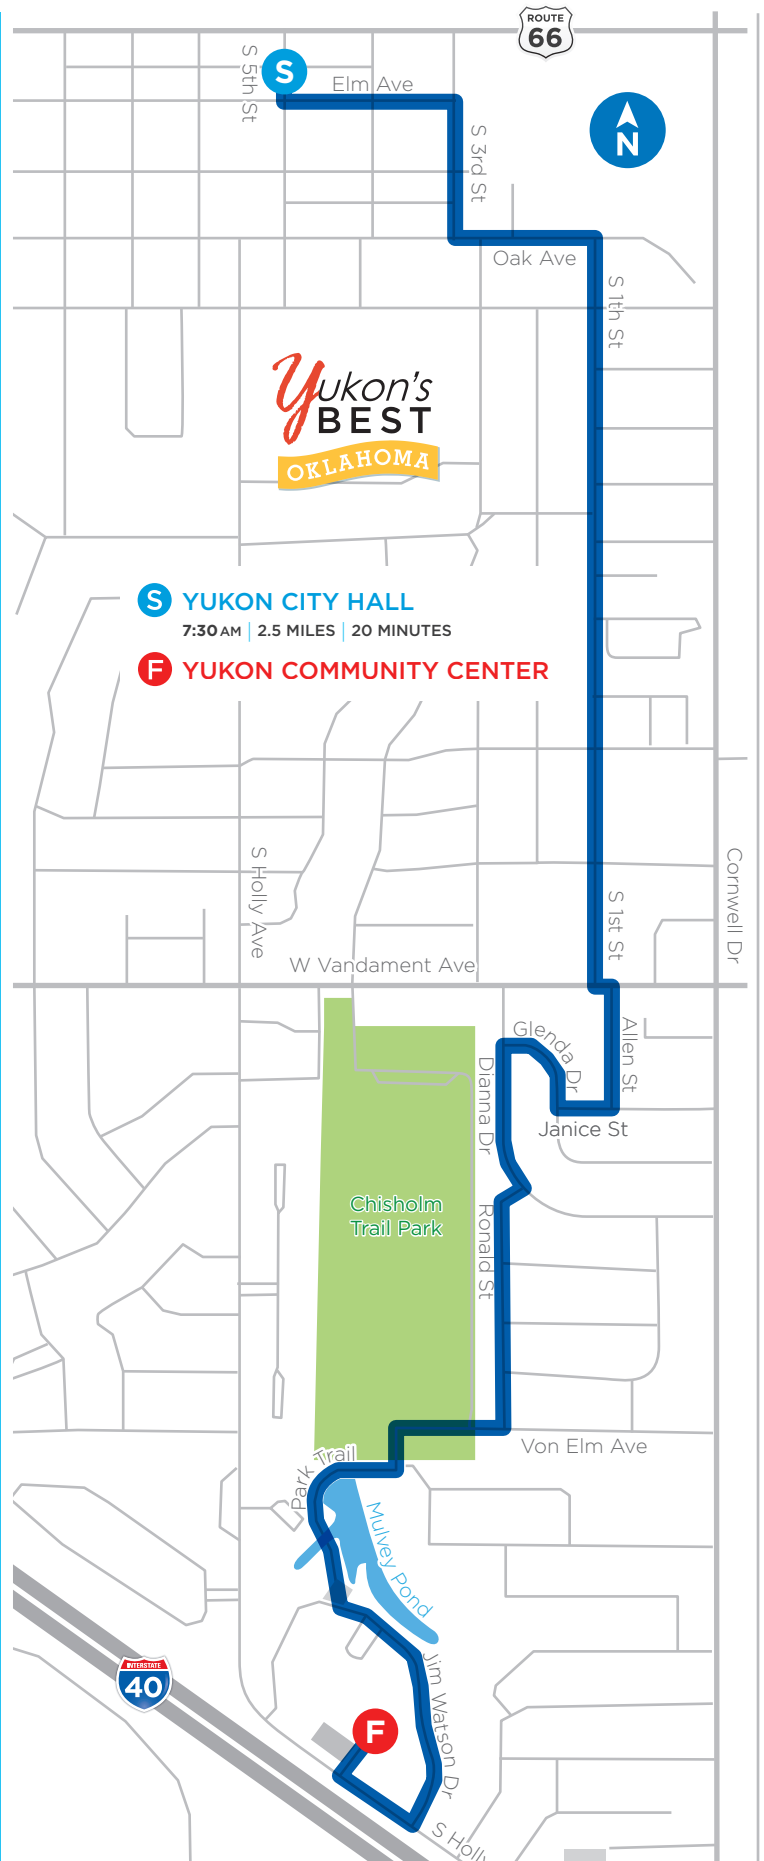 ROUTE
66
S 5th St
S
Elm Ave
S 3rd St
N
Oak Ave
S 1th St
Yukon's
BEST
OKLAHOMA
S YUKON CITY HALL
7:30 AM | 2.5 MILES | 20 MINUTES
F YUKON COMMUNITY CENTER
S Holly Ave
Cornwell Dr
S 1st St
W Vandament Ave
Glenda Dr
Allen St
Dianna Dr
Janice St
Chisholm
Trail Park
Ronald St
Von Elm Ave
Park Trail
Mulvey Pond
INTERSTATE
40
Jim Watson Dr
F
S Holly